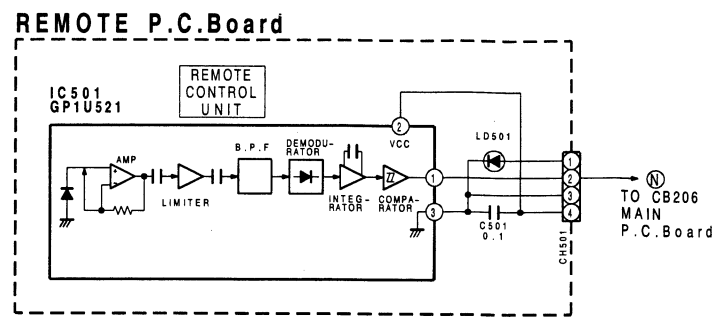 REMOTE P.C.Board
REMOTE
CONTROL
UNIT
IC501
GP1U521
2
VCC
LD501
AMP
B.P.F
DEMODU-
RATOR
LIMITER
INTEG-
RATOR
COMPA-
RATOR
1
3
C501
0.1
1
2
3
4
CH501
N
TO CB206
MAIN
P.C.Board